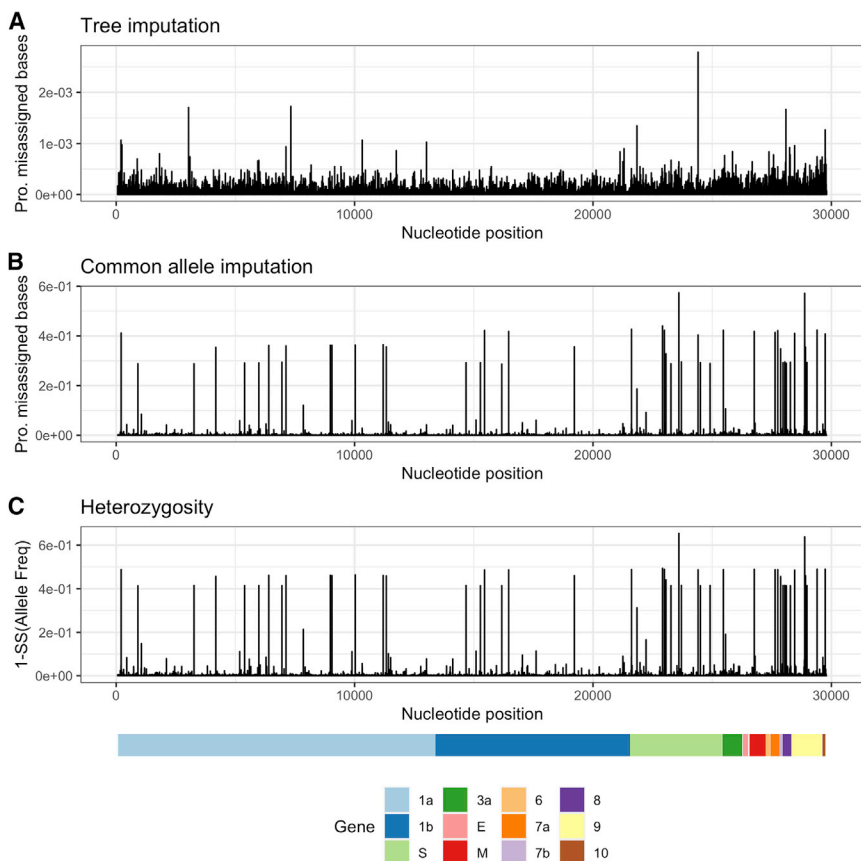 A
Tree imputation
Pro. misassigned bases
2e-03
1e-03
0e+00
0 10000 20000 30000
Nucleotide position
B
Common allele imputation
Pro. misassigned bases
6e-01
4e-01
2e-01
0e+00
0 10000 20000 30000
Nucleotide position
C
Heterozygosity
1-SS(Allele Freq)
6e-01
4e-01
2e-01
0e+00
0 10000 20000 30000
Nucleotide position
1a 3a 6 8
Gene 1b E 7a 9
S M 7b 10